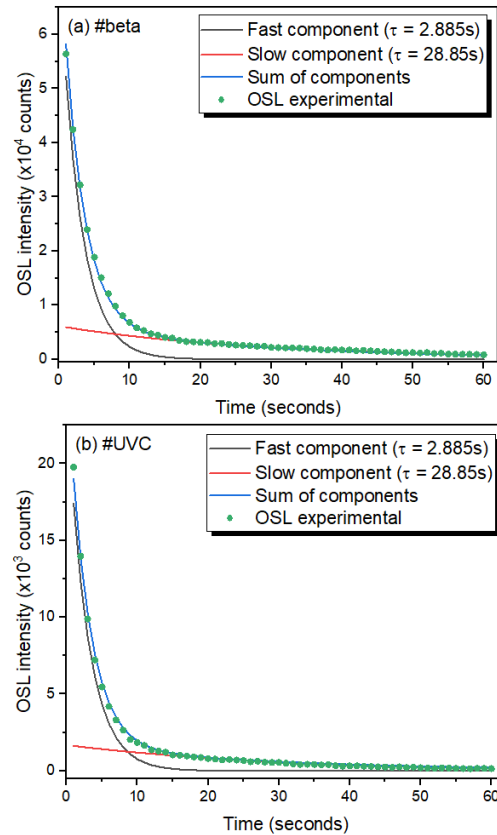 (a) #beta
Fast component (τ = 2.885s)
Slow component (τ = 28.85s)
Sum of components
OSL experimental
OSL intensity (x10⁴ counts)
6
5
3
2
0
0 10 20 30 40 50 60
Time (seconds)
(b) #UVC
Fast component (τ = 2.885s)
Slow component (τ = 28.85s)
Sum of components
OSL experimental
OSL intensity (x10³ counts)
20
15
10
5
0
0 10 20 30 40 50 60
Time (seconds)